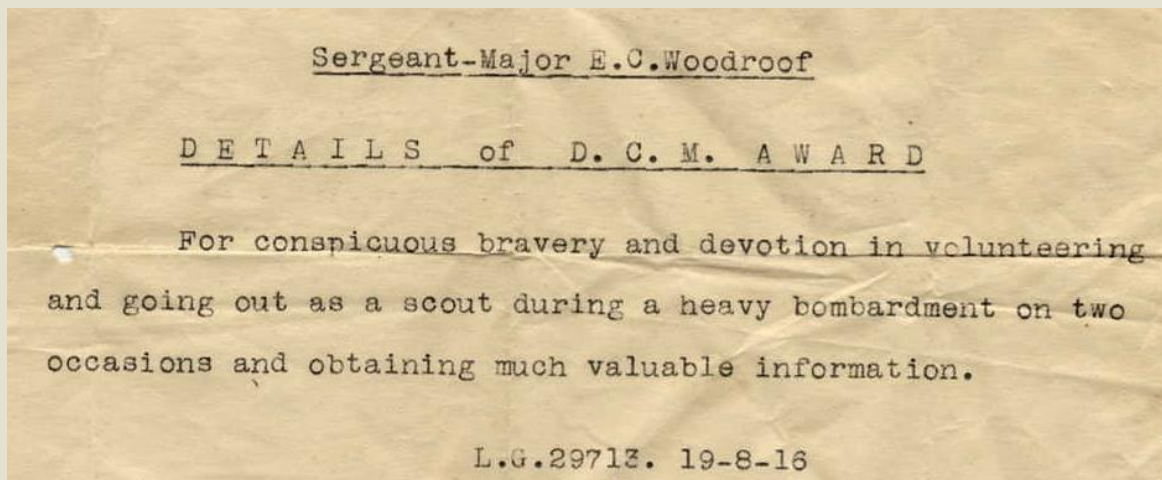 Sergeant-Major E.C.Woodroof
D E T A I L S of D. C. M. A W A R D
For conspicuous bravery and devotion in volunteering
and going out as a scout during a heavy bombardment on two
occasions and obtaining much valuable information.
L.G.29713. 19-8-16